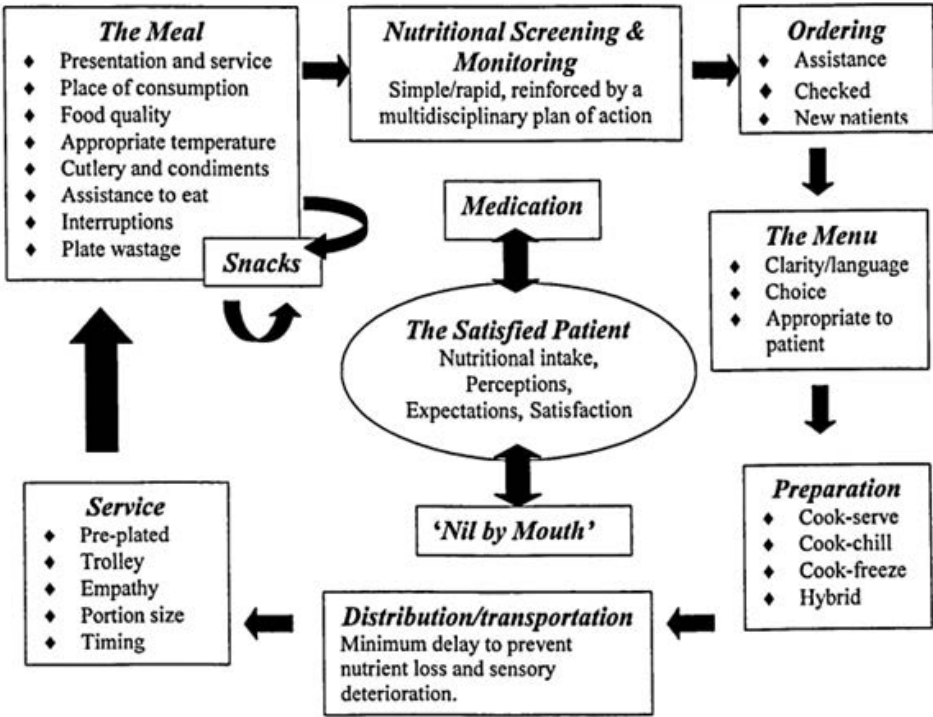 The Meal
♦ Presentation and service
♦ Place of consumption
♦ Food quality
♦ Appropriate temperature
♦ Cutlery and condiments
♦ Assistance to eat
♦ Interruptions
♦ Plate wastage
Snacks
Nutritional Screening &
Monitoring
Simple/rapid, reinforced by a
multidisciplinary plan of action
Ordering
♦ Assistance
♦ Checked
♦ New patients
The Menu
♦ Clarity/language
♦ Choice
♦ Appropriate to
patient
Medication
The Satisfied Patient
Nutritional intake,
Perceptions,
Expectations, Satisfaction
'Nil by Mouth'
Preparation
♦ Cook-serve
♦ Cook-chill
♦ Cook-freeze
♦ Hybrid
Distribution/transportation
Minimum delay to prevent
nutrient loss and sensory
deterioration.
Service
♦ Pre-plated
♦ Trolley
♦ Empathy
♦ Portion size
♦ Timing